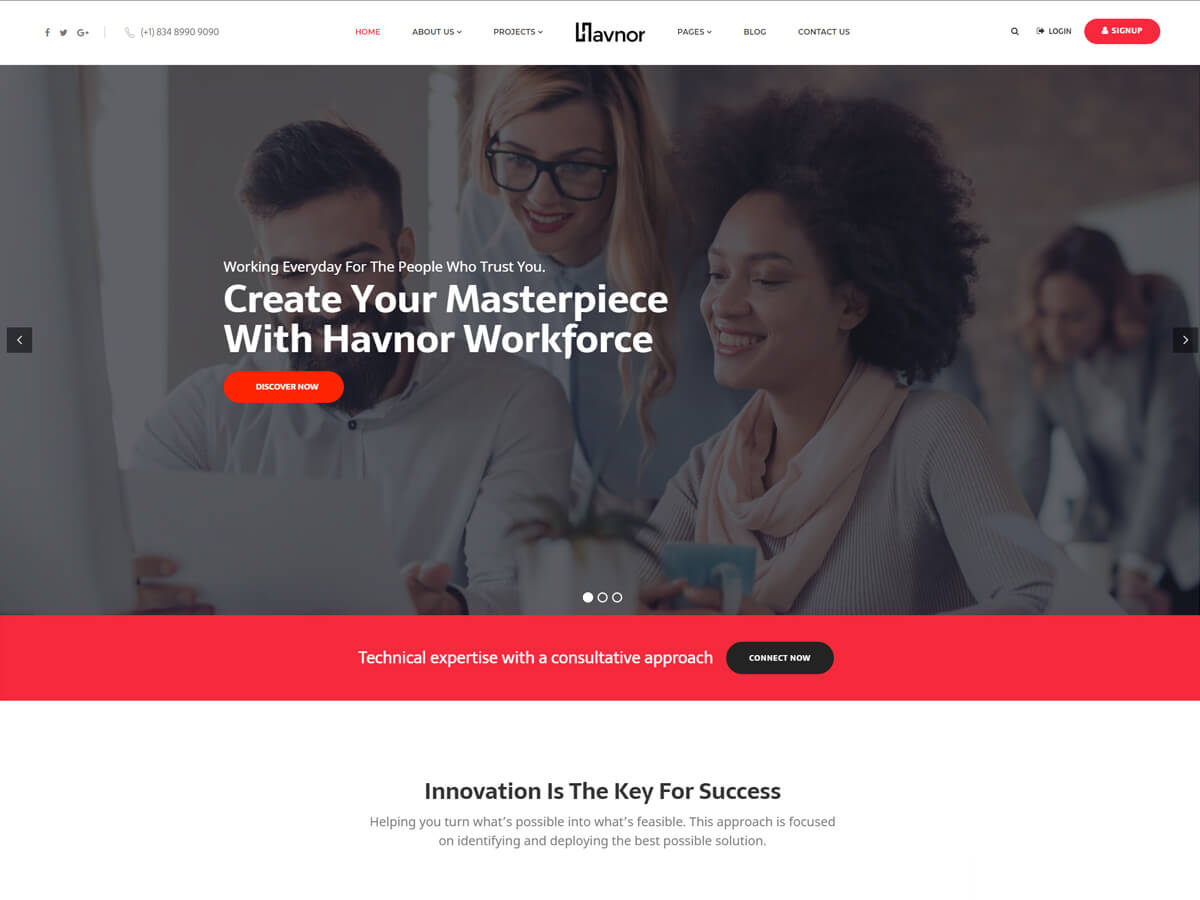 (+1) 834 8990 9090
HOME
ABOUT US
PROJECTS
Havnor
PAGES
BLOG
CONTACT US
LOGIN
SIGNUP
Working Everyday For The People Who Trust You.
Create Your Masterpiece
With Havnor Workforce
DISCOVER NOW
Technical expertise with a consultative approach
CONNECT NOW
Innovation Is The Key For Success
Helping you turn what's possible into what's feasible. This approach is focused
on identifying and deploying the best possible solution.